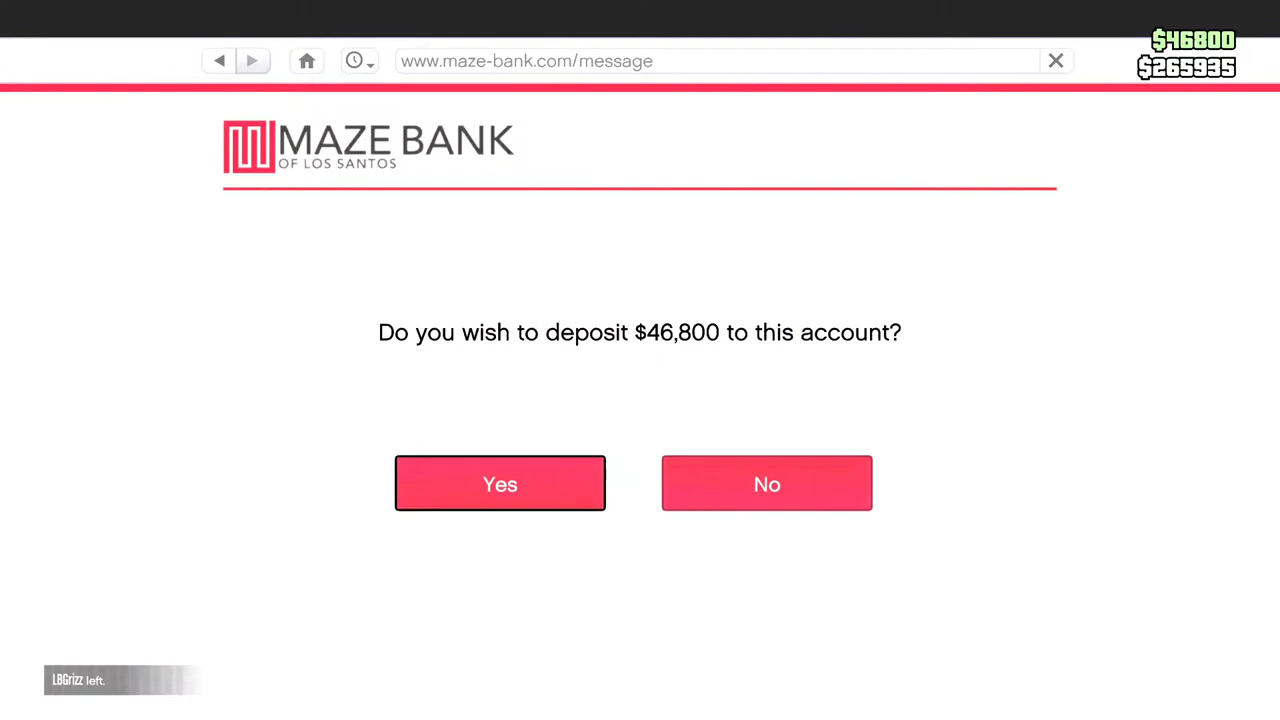 $46800
www.maze-bank.com/message
$265935
MAZE BANK
OF LOS SANTOS
Do you wish to deposit $46,800 to this account?
Yes
No
LBGrizz left.